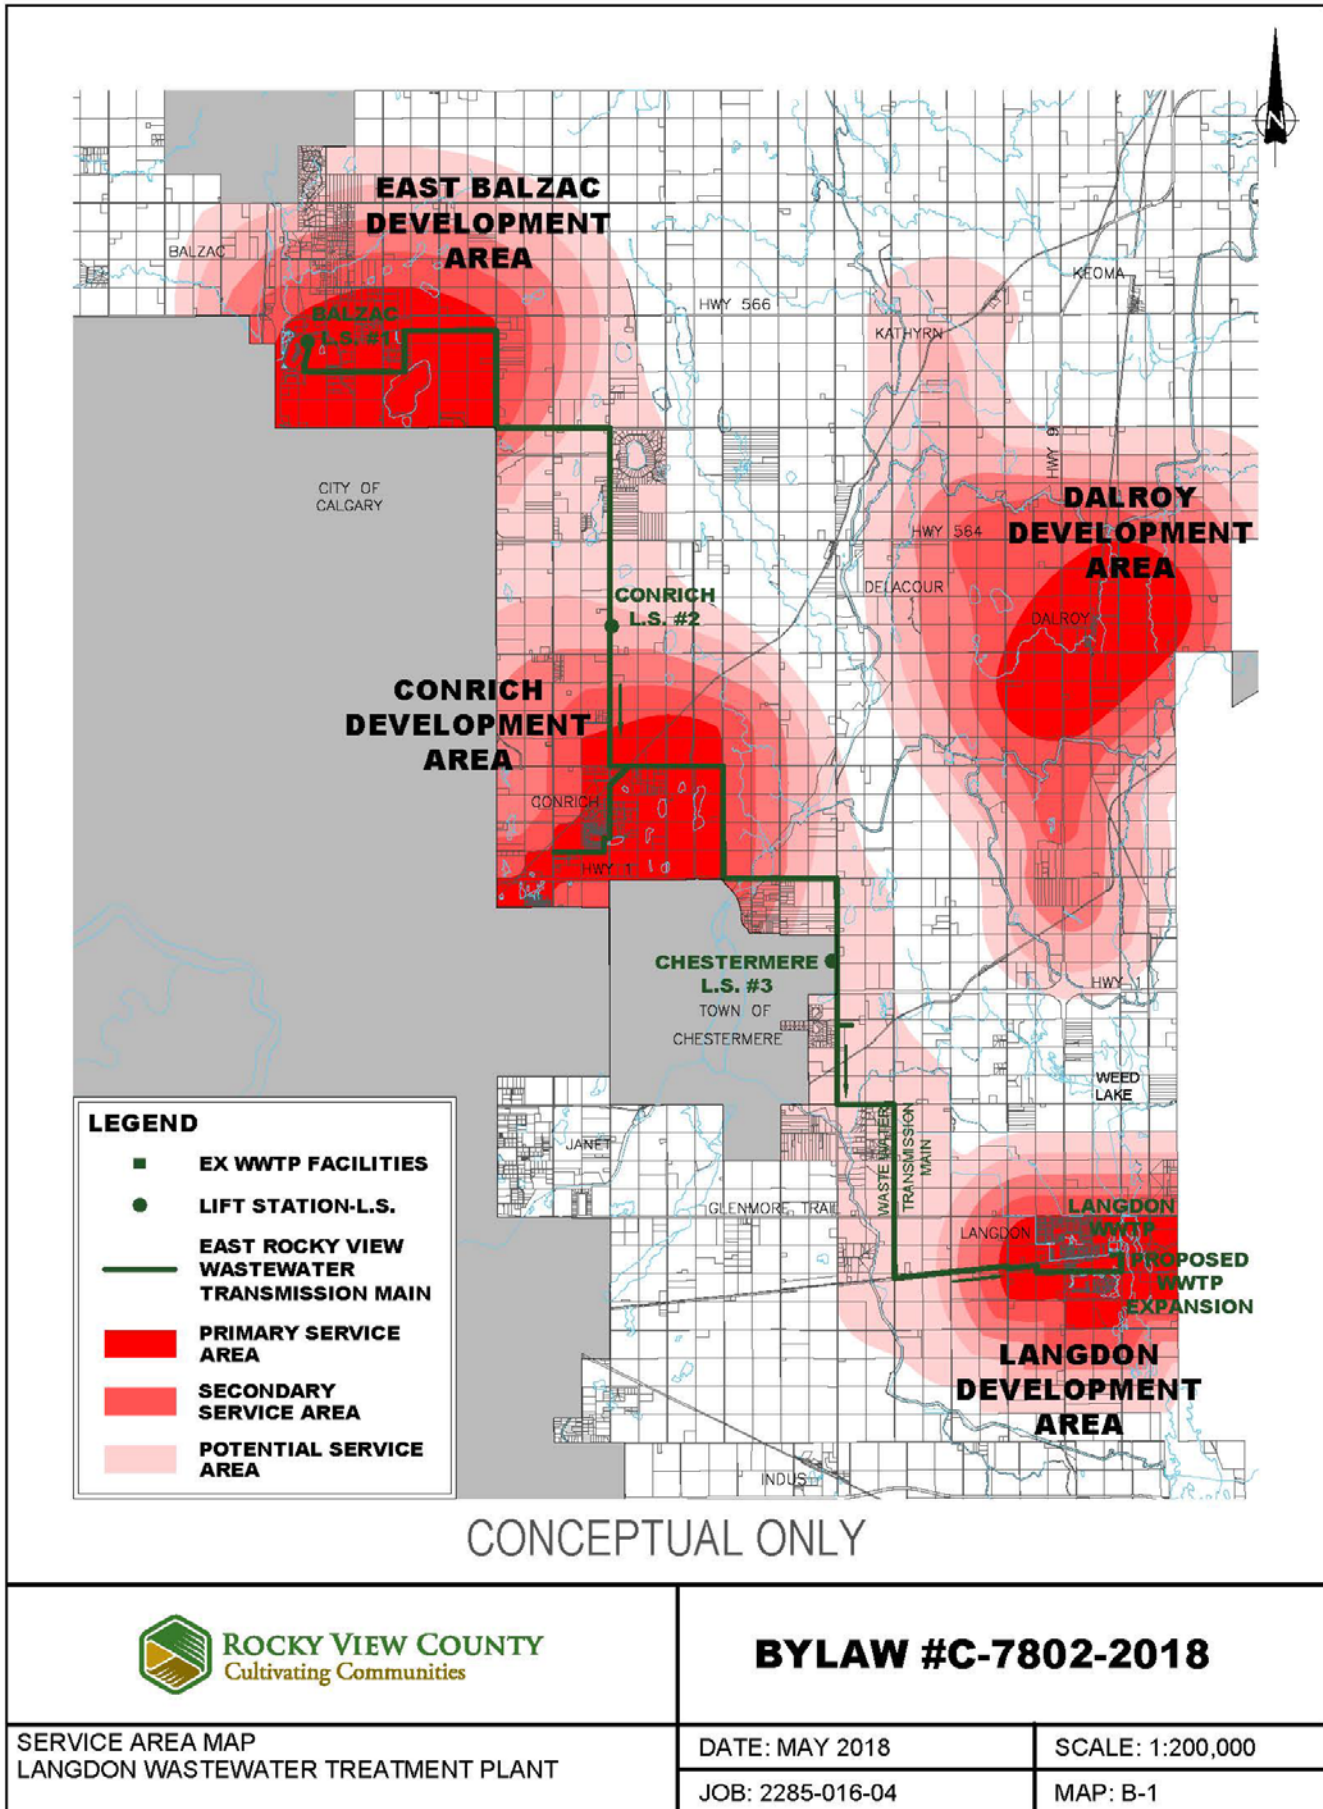 N
EAST BALZAC
DEVELOPMENT
AREA
BALZAC
KEOMA
HWY 566
BALZAC
L.S. #1
KATHYRN
HWY 9
CITY OF
CALGARY
DALROY
DEVELOPMENT
AREA
HWY 564
DELACOUR
CONRICH
L.S. #2
DALROY
CONRICH
DEVELOPMENT
AREA
CONRICH
HWY 1
CHESTERMERE
L.S. #3
HWY 1
TOWN OF
CHESTERMERE
WEED
LAKE
JANET
WASTE WATER
TRANSMISSION
MAIN
GLENMORE TRAIL
LANGDON
LANGDON
WWTP
PROPOSED
WWTP
EXPANSION
LANGDON
DEVELOPMENT
AREA
INDUS
LEGEND
EX WWTP FACILITIES
LIFT STATION-L.S.
EAST ROCKY VIEW
WASTEWATER
TRANSMISSION MAIN
PRIMARY SERVICE
AREA
SECONDARY
SERVICE AREA
POTENTIAL SERVICE
AREA
CONCEPTUAL ONLY
ROCKY VIEW COUNTY
Cultivating Communities
BYLAW #C-7802-2018
SERVICE AREA MAP
LANGDON WASTEWATER TREATMENT PLANT
DATE: MAY 2018
SCALE: 1:200,000
JOB: 2285-016-04
MAP: B-1